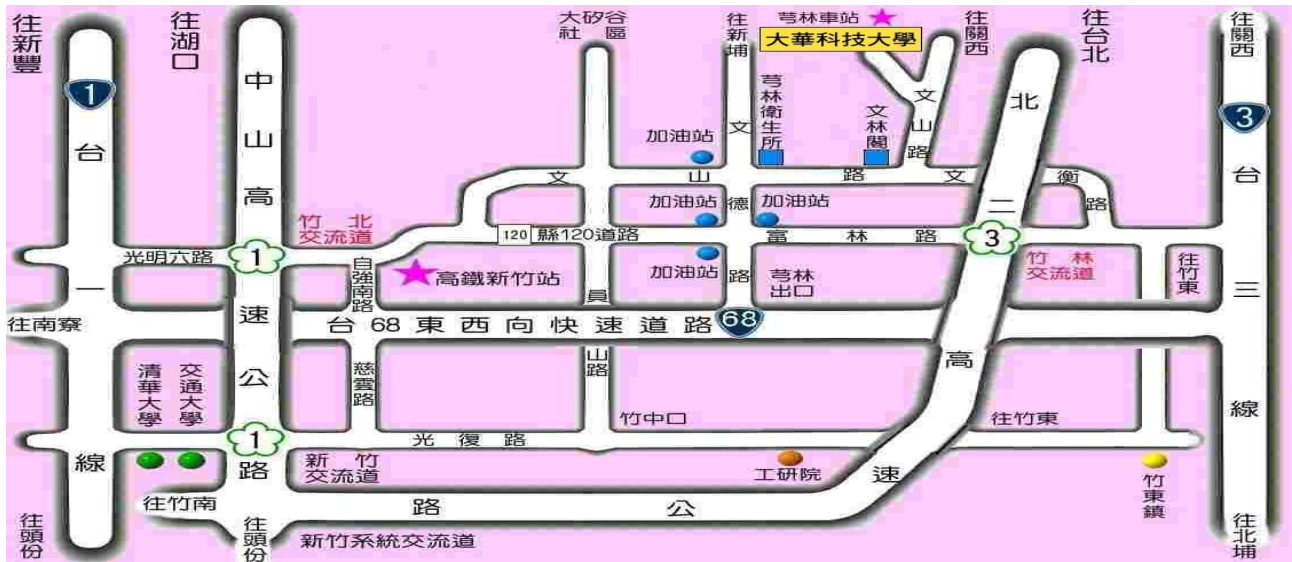 往新豐
往湖口
大矽谷
社區
往新埔
芎林車站
大華科技大學
往關西
往台北
往關西
1
台一線
中山高速公路
文德路
芎林衛生所
文林閣
文山路
北二高速公路
3
台三線
加油站
文山路
文衡路
加油站
加油站
竹北
交流道
120
縣120道路
富林路
光明六路
1
3
自強南路
高鐵新竹站
加油站
芎林
出口
竹林
交流道
往竹東
員山路
往南寮
台68東西向快速道路
68
清華大學
交通大學
慈雲路
竹中口
往竹東
1
光復路
新竹
交流道
工研院
竹東鎮
往竹南
往頭份
往頭份
新竹系統交流道
往北埔